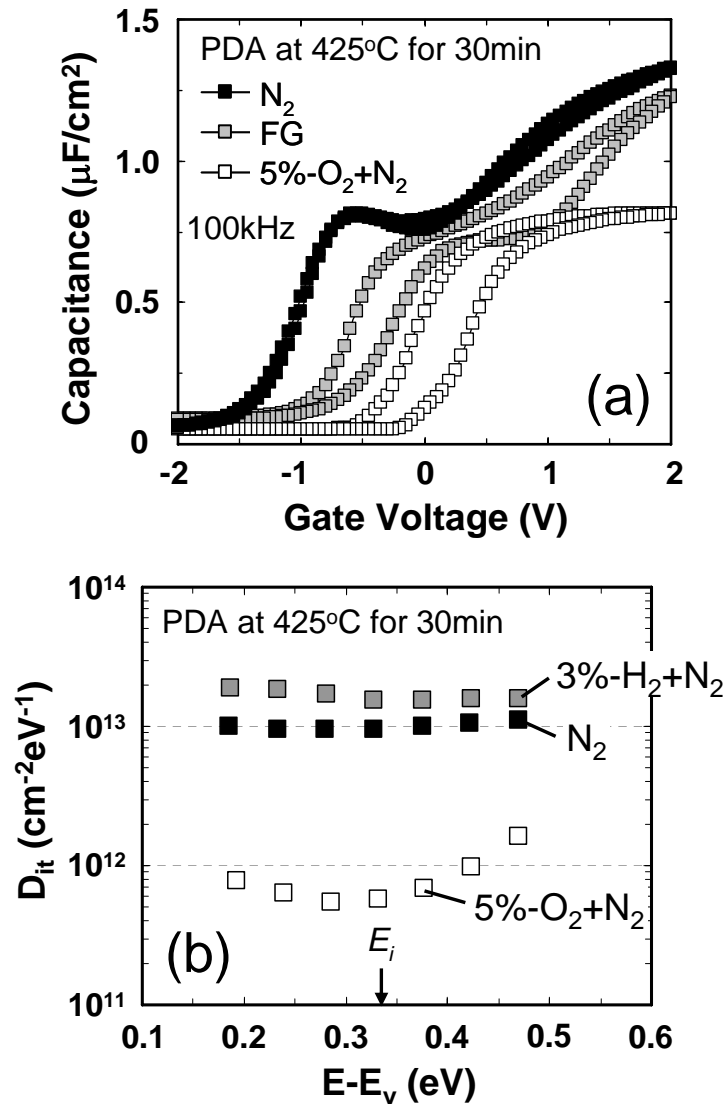 PDA at 425°C for 30min
N₂
FG
5%-O₂+N₂
100kHz
(a)
1.5
1.0
0.5
0
Capacitance (μF/cm²)
-2
-1
0
1
2
Gate Voltage (V)
PDA at 425°C for 30min
3%-H₂+N₂
N₂
5%-O₂+N₂
Eᵢ
(b)
10¹⁴
10¹³
10¹²
10¹¹
Dᵢₜ (cm⁻²eV⁻¹)
0.1
0.2
0.3
0.4
0.5
0.6
E-Eᵥ (eV)